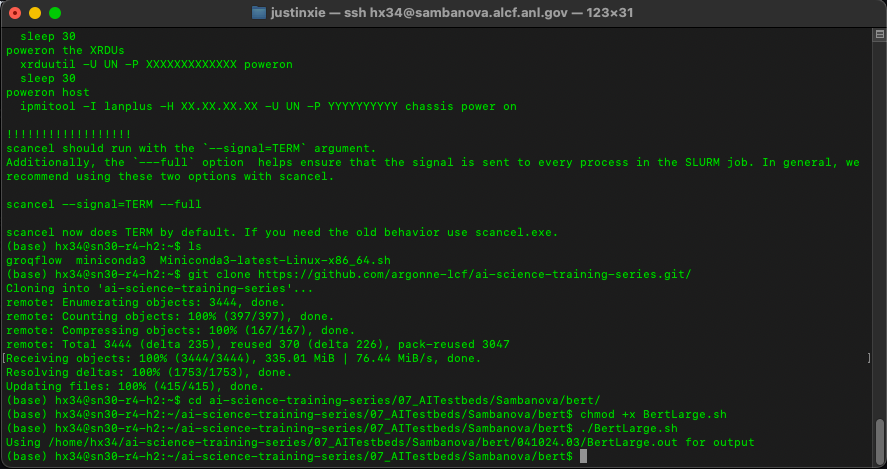 justinxie — ssh hx34@sambanova.alcf.anl.gov — 123×31
sleep 30
poweron the XRDUs
xrduutil -U UN -P XXXXXXXXXXXXX poweron
sleep 30
poweron host
ipmitool -I lanplus -H XX.XX.XX.XX -U UN -P YYYYYYYYYY chassis power on
!!!!!!!!!!!!!!!!!!!
scancel should run with the `--signal=TERM` argument.
Additionally, the `---full` option  helps ensure that the signal is sent to every process in the SLURM job. In general, we
recommend using these two options with scancel.
scancel --signal=TERM --full
scancel now does TERM by default. If you need the old behavior use scancel.exe.
(base) hx34@sn30-r4-h2:~$ ls
groqflow  miniconda3  Miniconda3-latest-Linux-x86_64.sh
(base) hx34@sn30-r4-h2:~$ git clone https://github.com/argonne-lcf/ai-science-training-series.git/
Cloning into 'ai-science-training-series'...
remote: Enumerating objects: 3444, done.
remote: Counting objects: 100% (397/397), done.
remote: Compressing objects: 100% (167/167), done.
remote: Total 3444 (delta 235), reused 370 (delta 226), pack-reused 3047
[Receiving objects: 100% (3444/3444), 335.01 MiB | 76.44 MiB/s, done. ]
Resolving deltas: 100% (1753/1753), done.
Updating files: 100% (415/415), done.
(base) hx34@sn30-r4-h2:~$ cd ai-science-training-series/07_AITestbeds/Sambanova/bert/
(base) hx34@sn30-r4-h2:~/ai-science-training-series/07_AITestbeds/Sambanova/bert$ chmod +x BertLarge.sh
(base) hx34@sn30-r4-h2:~/ai-science-training-series/07_AITestbeds/Sambanova/bert$ ./BertLarge.sh
Using /home/hx34/ai-science-training-series/07_AITestbeds/Sambanova/bert/041024.03/BertLarge.out for output
(base) hx34@sn30-r4-h2:~/ai-science-training-series/07_AITestbeds/Sambanova/bert$